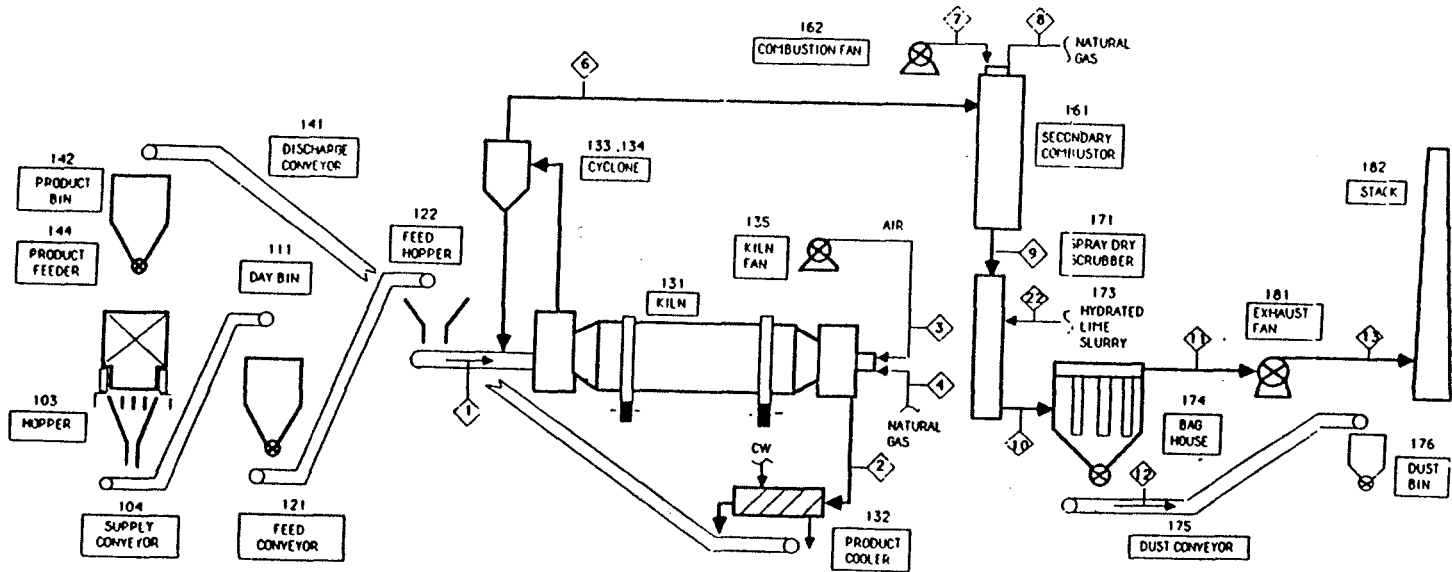 162
COMBUSTION FAN
7
8
NATURAL
GAS
6
141
DISCHARGE
CONVEYOR
133,134
CYCLONE
161
SECONDARY
COMBUSTOR
142
PRODUCT
BIN
144
PRODUCT
FEEDER
111
DAY BIN
122
FEED
HOPPER
135
KILN
FAN
AIR
131
KILN
9
171
SPRAY DRY
SCRUBBER
22
173
HYDRATED
LIME
SLURRY
182
STACK
181
EXHAUST
FAN
3
4
NATURAL
GAS
11
13
103
HOPPER
1
CW
2
10
174
BAG
HOUSE
12
176
DUST
BIN
104
SUPPLY
CONVEYOR
121
FEED
CONVEYOR
132
PRODUCT
COOLER
175
DUST CONVEYOR